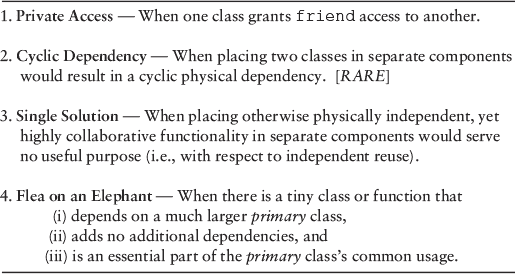 1. Private Access — When one class grants friend access to another.
2. Cyclic Dependency — When placing two classes in separate components
would result in a cyclic physical dependency. [RARE]
3. Single Solution — When placing otherwise physically independent, yet
highly collaborative functionality in separate components would serve
no useful purpose (i.e., with respect to independent reuse).
4. Flea on an Elephant — When there is a tiny class or function that
(i) depends on a much larger primary class,
(ii) adds no additional dependencies, and
(iii) is an essential part of the primary class's common usage.